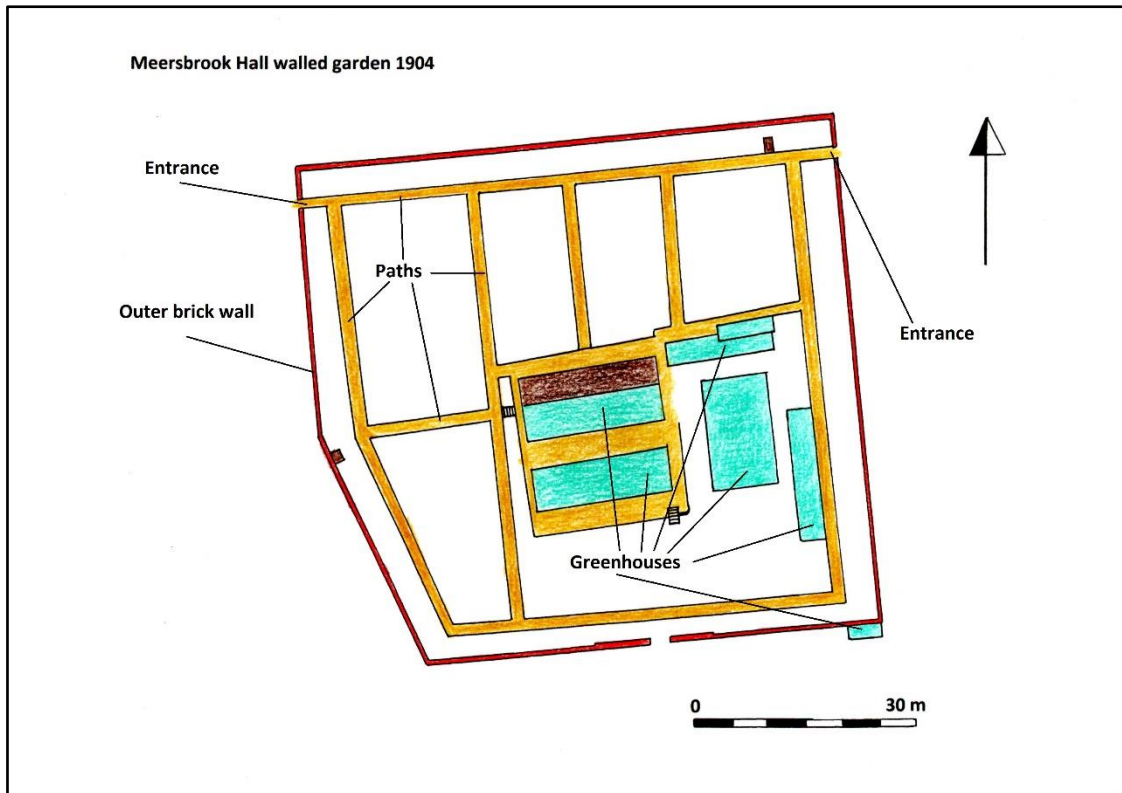 Meersbrook Hall walled garden 1904
Entrance
Paths
Outer brick wall
Entrance
Greenhouses
0 30 m